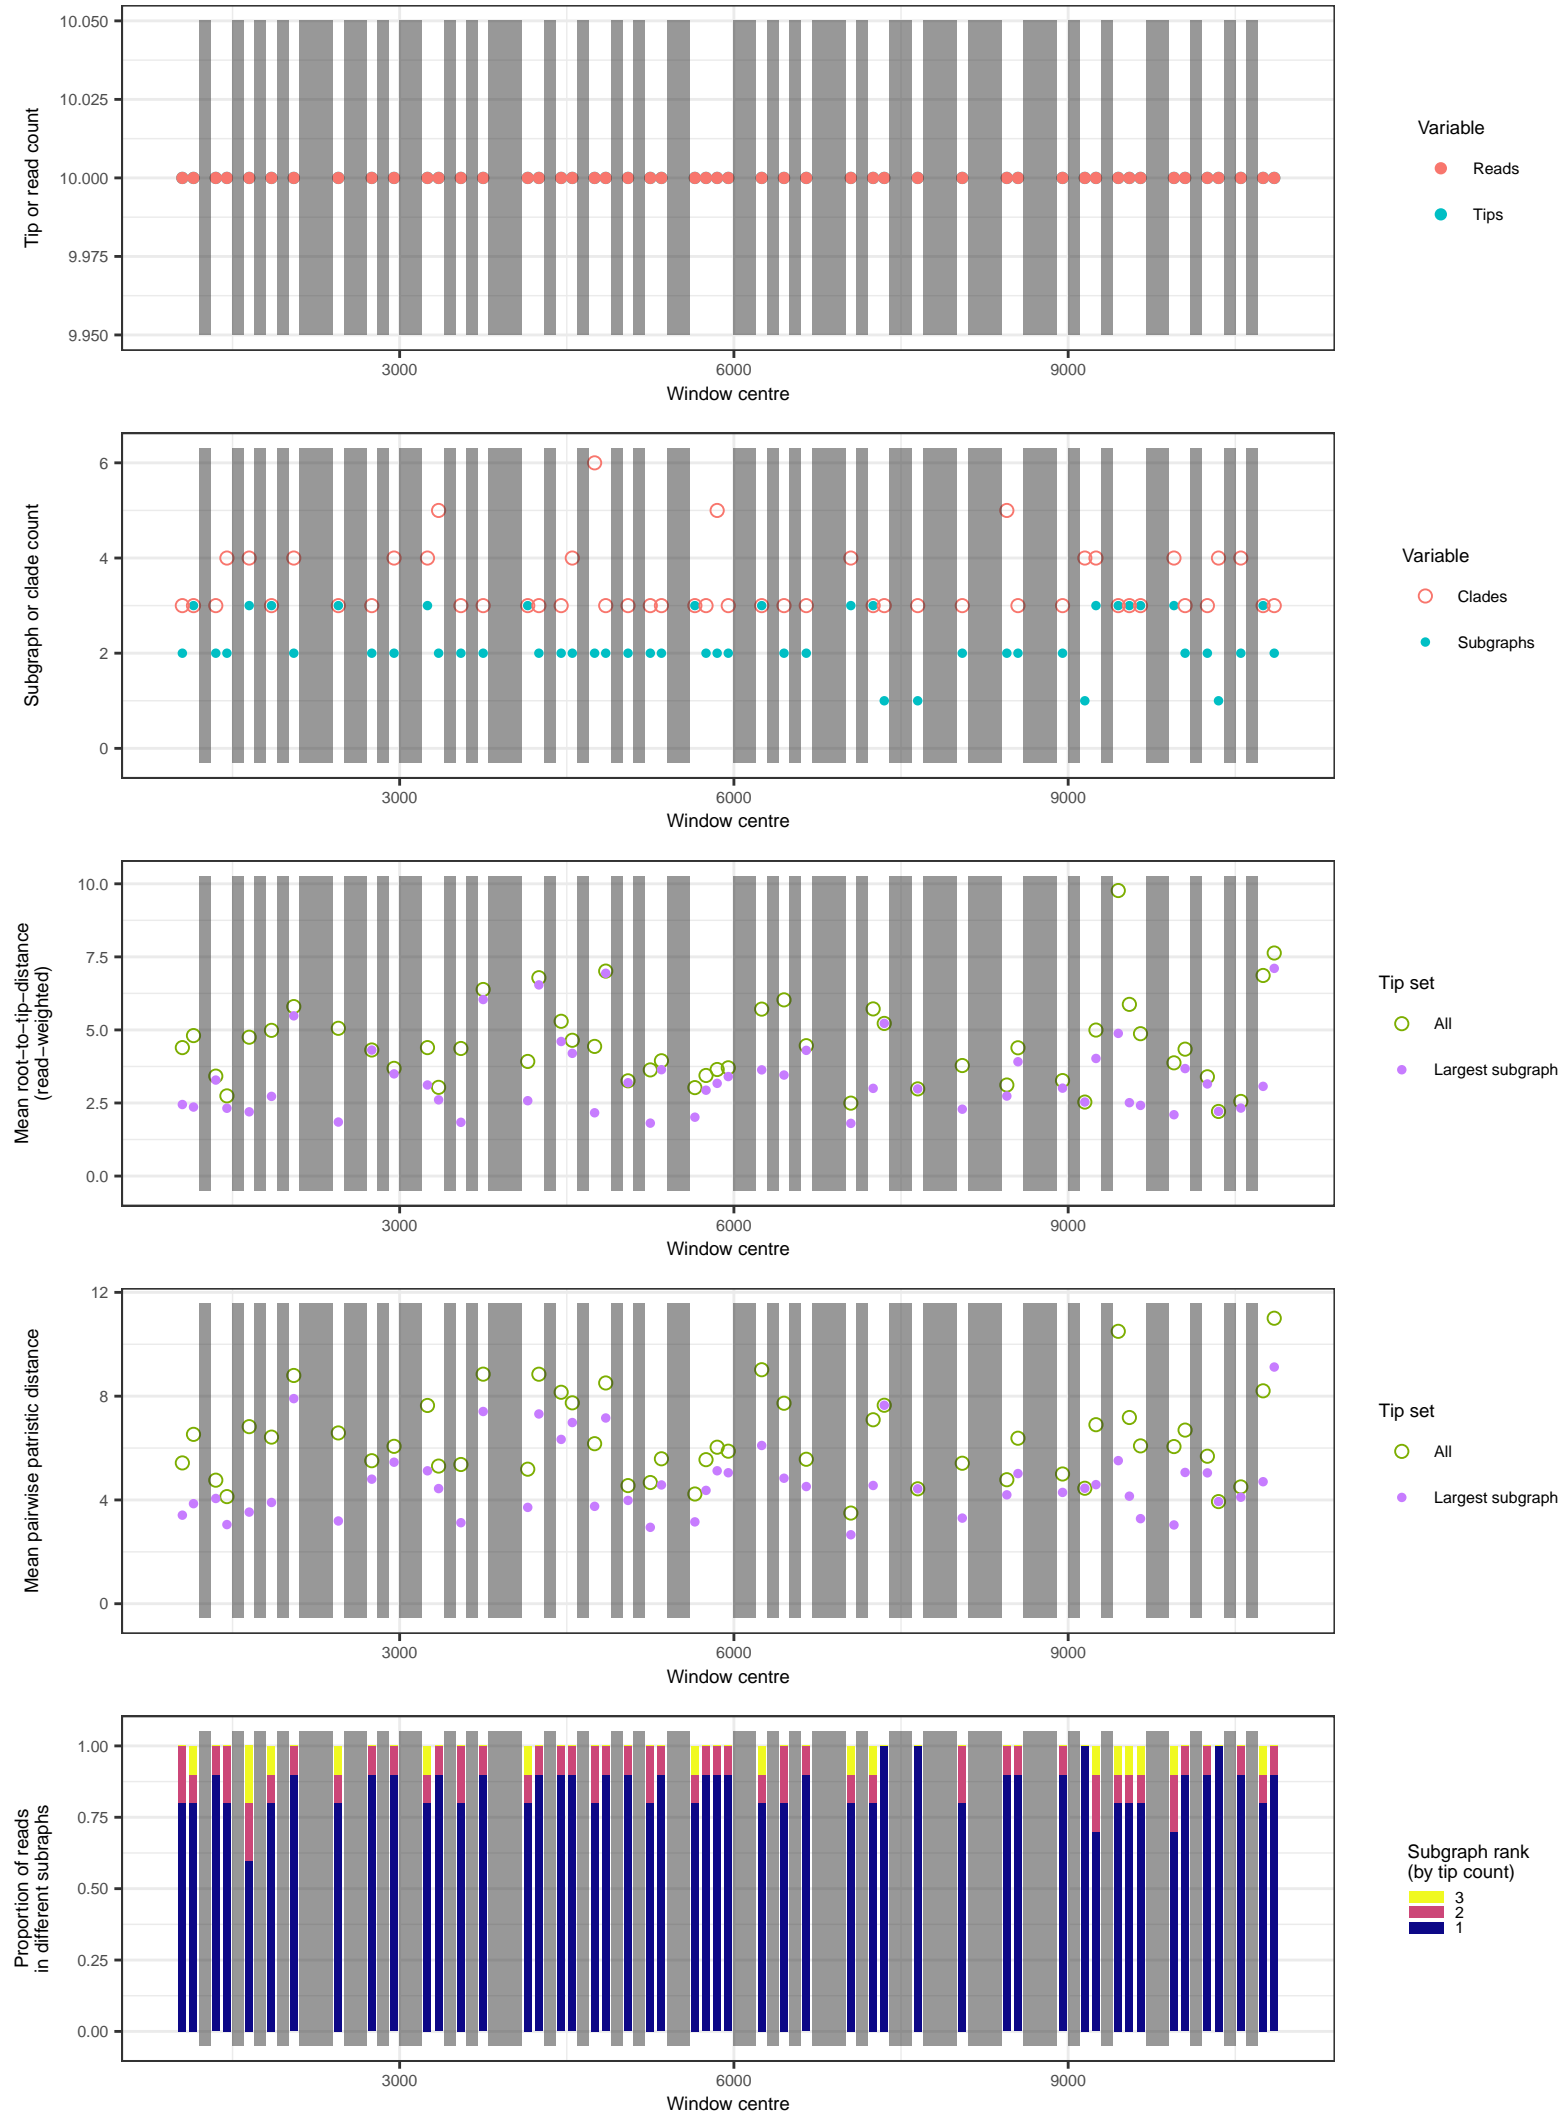 10.050
10.025
10.000
9.975
9.950
Tip or read count
3000
6000
9000
Window centre
Variable
Reads
Tips
6
4
2
0
Subgraph or clade count
3000
6000
9000
Window centre
Variable
Clades
Subgraphs
10.0
7.5
5.0
2.5
0.0
Mean root−to−tip−distance
(read−weighted)
3000
6000
9000
Window centre
Tip set
All
Largest subgraph
12
8
4
0
Mean pairwise patristic distance
3000
6000
9000
Window centre
Tip set
All
Largest subgraph
1.00
0.75
0.50
0.25
0.00
Proportion of reads
in different subraphs
3000
6000
9000
Window centre
Subgraph rank
(by tip count)
3
2
1